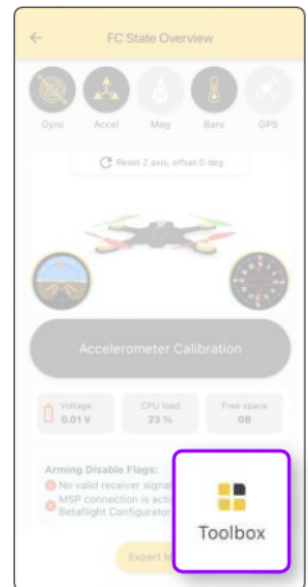 FC State Overview
Gyro Accel Mag Baro GPS
Reset Z axis, offset:0 deg
Accelerometer Calibration
Voltage CPU load Free space
0.01 V 23 % 0B
Arming Disable Flags:
No valid receiver signal
MSP connection is acti
Betaflight Configurator
Toolbox
Expert M